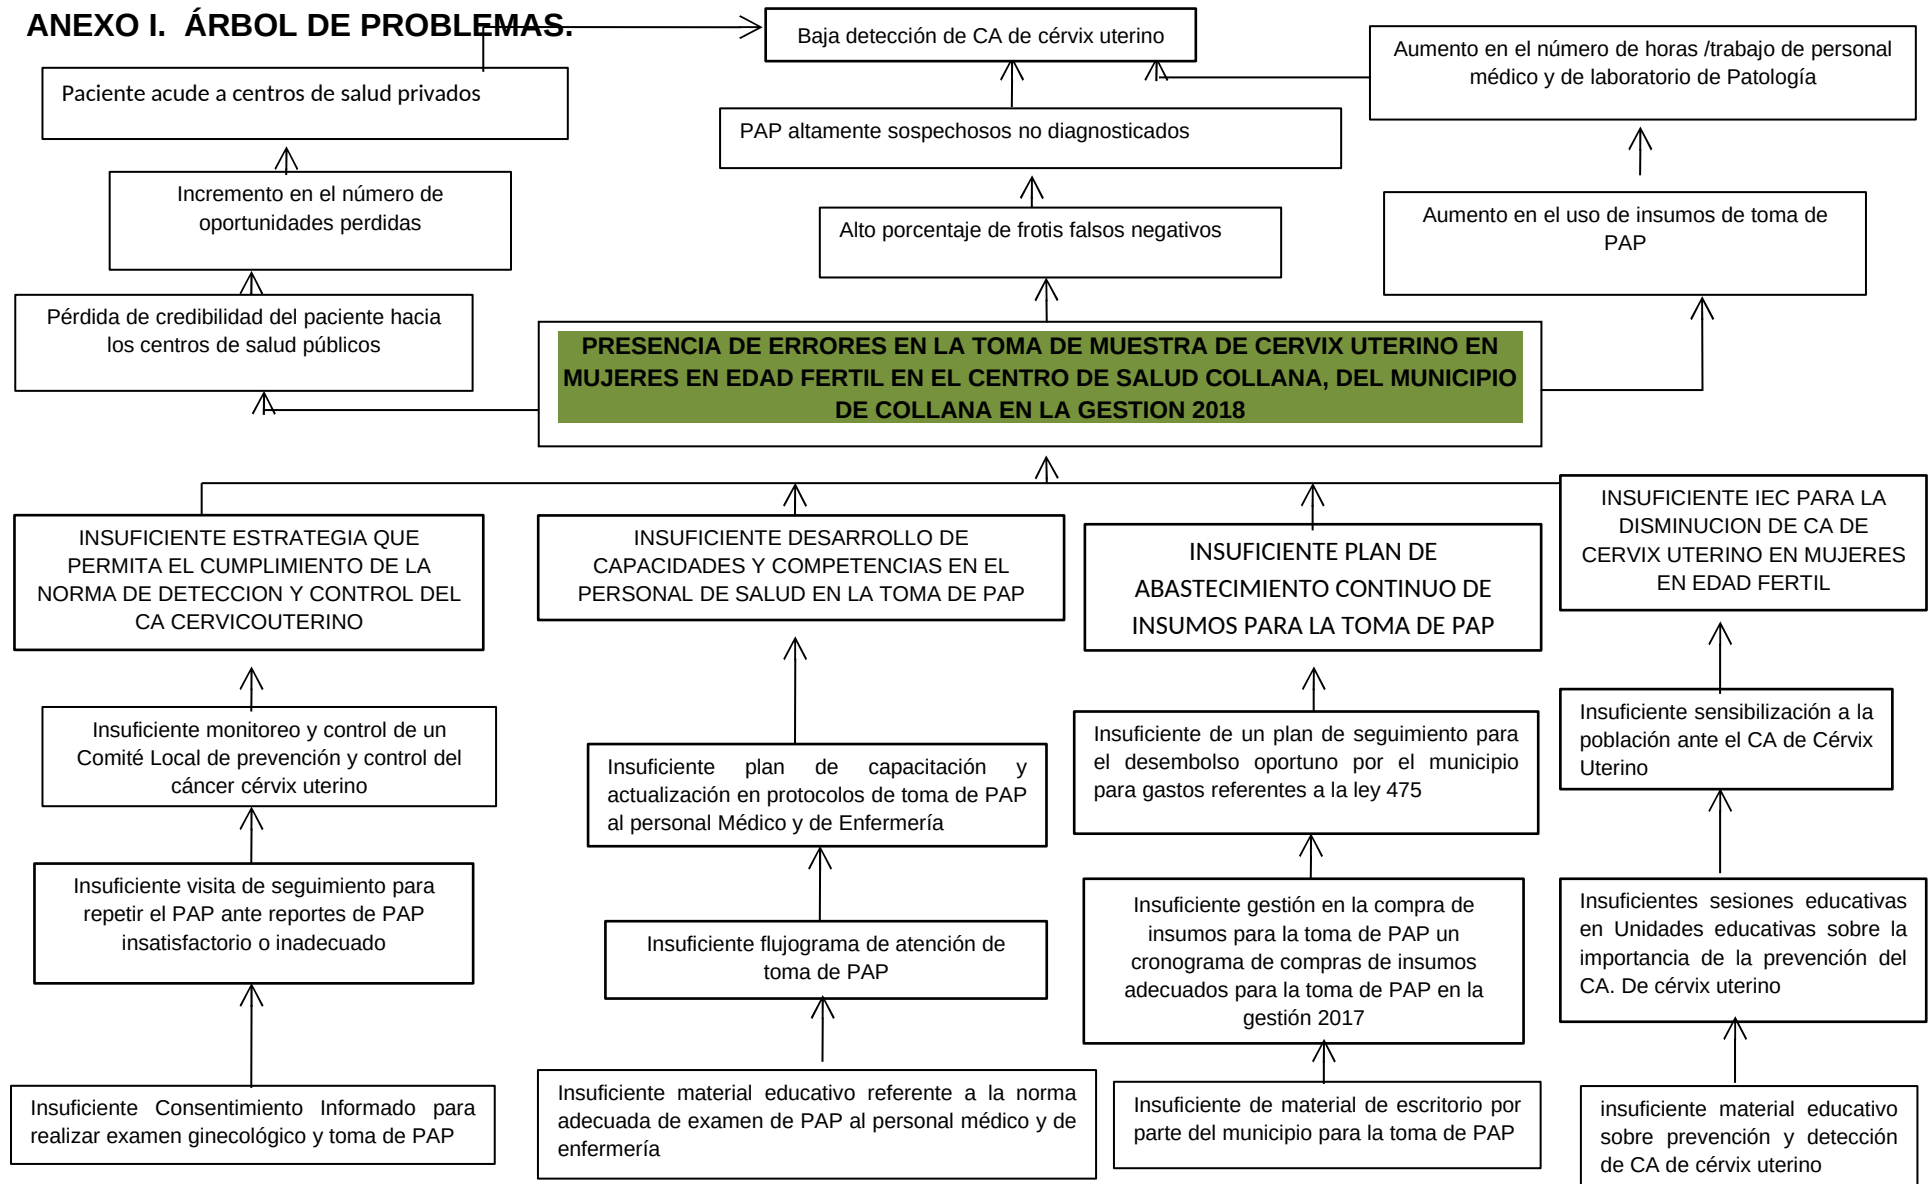 ANEXO I. ÁRBOL DE PROBLEMAS.
Baja detección de CA de cérvix uterino
Aumento en el número de horas /trabajo de personal
médico y de laboratorio de Patología
Paciente acude a centros de salud privados
PAP altamente sospechosos no diagnosticados
Incremento en el número de
oportunidades perdidas
Alto porcentaje de frotis falsos negativos
Aumento en el uso de insumos de toma de
PAP
Pérdida de credibilidad del paciente hacia
los centros de salud públicos
PRESENCIA DE ERRORES EN LA TOMA DE MUESTRA DE CERVIX UTERINO EN
MUJERES EN EDAD FERTIL EN EL CENTRO DE SALUD COLLANA, DEL MUNICIPIO
DE COLLANA EN LA GESTION 2018
INSUFICIENTE ESTRATEGIA QUE
PERMITA EL CUMPLIMIENTO DE LA
NORMA DE DETECCION Y CONTROL DEL
CA CERVICOUTERINO
INSUFICIENTE DESARROLLO DE
CAPACIDADES Y COMPETENCIAS EN EL
PERSONAL DE SALUD EN LA TOMA DE PAP
INSUFICIENTE PLAN DE
ABASTECIMIENTO CONTINUO DE
INSUMOS PARA LA TOMA DE PAP
INSUFICIENTE IEC PARA LA
DISMINUCION DE CA DE
CERVIX UTERINO EN MUJERES
EN EDAD FERTIL
Insuficiente monitoreo y control de un
Comité Local de prevención y control del
cáncer cérvix uterino
Insuficiente plan de capacitación y
actualización en protocolos de toma de PAP
al personal Médico y de Enfermería
Insuficiente de un plan de seguimiento para
el desembolso oportuno por el municipio
para gastos referentes a la ley 475
Insuficiente sensibilización a la
población ante el CA de Cérvix
Uterino
Insuficiente visita de seguimiento para
repetir el PAP ante reportes de PAP
insatisfactorio o inadecuado
Insuficiente flujograma de atención de
toma de PAP
Insuficiente gestión en la compra de
insumos para la toma de PAP un
cronograma de compras de insumos
adecuados para la toma de PAP en la
gestión 2017
Insuficientes sesiones educativas
en Unidades educativas sobre la
importancia de la prevención del
CA. De cérvix uterino
Insuficiente Consentimiento Informado para
realizar examen ginecológico y toma de PAP
Insuficiente material educativo referente a la norma
adecuada de examen de PAP al personal médico y de
enfermería
Insuficiente de material de escritorio por
parte del municipio para la toma de PAP
insuficiente material educativo
sobre prevención y detección
de CA de cérvix uterino